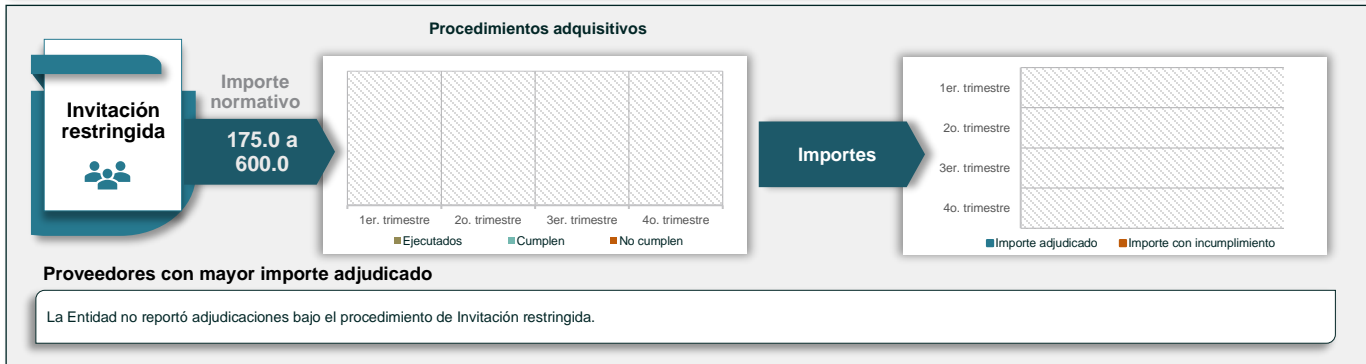 Procedimientos adquisitivos
Invitación
restringida
Importe
normativo
175.0 a
600.0
1er. trimestre
2o. trimestre
3er. trimestre
4o. trimestre
Ejecutados
Cumplen
No cumplen
Importes
1er. trimestre
2o. trimestre
3er. trimestre
4o. trimestre
Importe adjudicado
Importe con incumplimiento
Proveedores con mayor importe adjudicado
La Entidad no reportó adjudicaciones bajo el procedimiento de Invitación restringida.